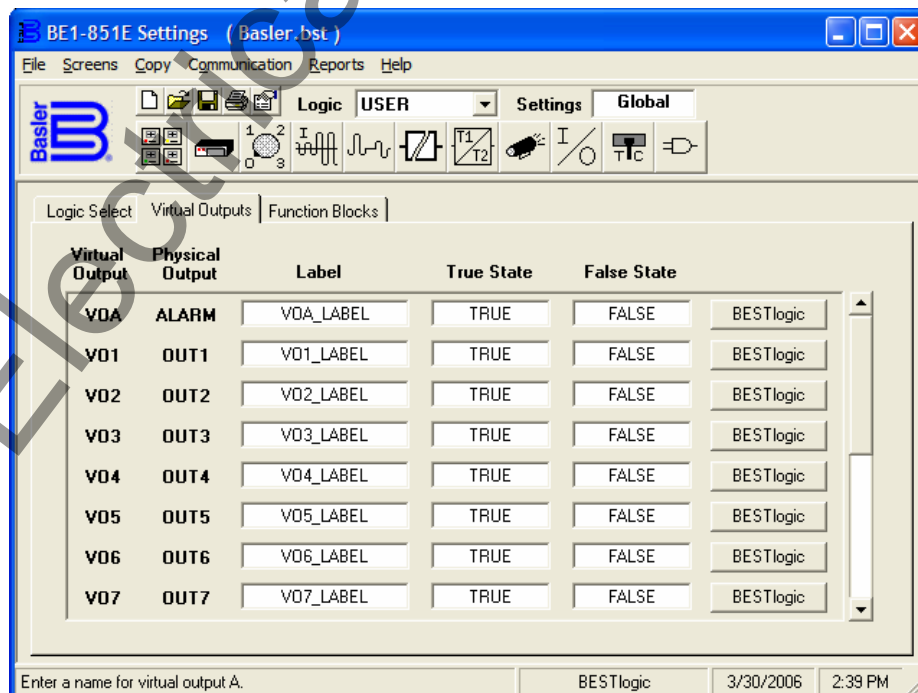 BE1-851E Settings ( Basler.bst )
File Screens Copy Communication Reports Help
Basler Logic USER Settings Global
Logic Select Virtual Outputs Function Blocks
Virtual Output Physical Output Label True State False State
VOA ALARM VOA_LABEL TRUE FALSE BESTlogic
VO1 OUT1 VO1_LABEL TRUE FALSE BESTlogic
VO2 OUT2 VO2_LABEL TRUE FALSE BESTlogic
VO3 OUT3 VO3_LABEL TRUE FALSE BESTlogic
VO4 OUT4 VO4_LABEL TRUE FALSE BESTlogic
VO5 OUT5 VO5_LABEL TRUE FALSE BESTlogic
VO6 OUT6 VO6_LABEL TRUE FALSE BESTlogic
VO7 OUT7 VO7_LABEL TRUE FALSE BESTlogic
Enter a name for virtual output A. BESTlogic 3/30/2006 2:39 PM
Electrica